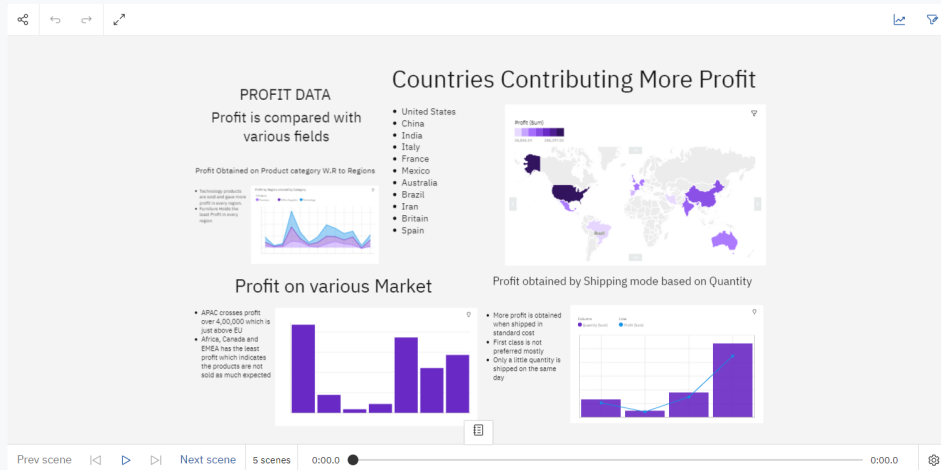 PROFIT DATA
Profit is compared with
various fields
Profit Obtained on Product category W.R to Regions
Technology products
are sold and gave more
profit in every region.
Furniture Holds the
least Profit in every
region
Countries Contributing More Profit
United States
China
India
Italy
France
Mexico
Australia
Brazil
Iran
Britain
Spain
Profit (Sum)
Brazil
Profit on various Market
APAC crosses profit
over 4,00,000 which is
just above EU
Africa, Canada and
EMEA has the least
profit which indicates
the products are not
sold as much expected
Profit obtained by Shipping mode based on Quantity
More profit is obtained
when shipped in
standard cost
First class is not
preferred mostly
Only a little quantity is
shipped on the same
day
Quantity (Sum)
Profit (Sum)
Prev scene
Next scene
5 scenes
0:00.0
0:00.0